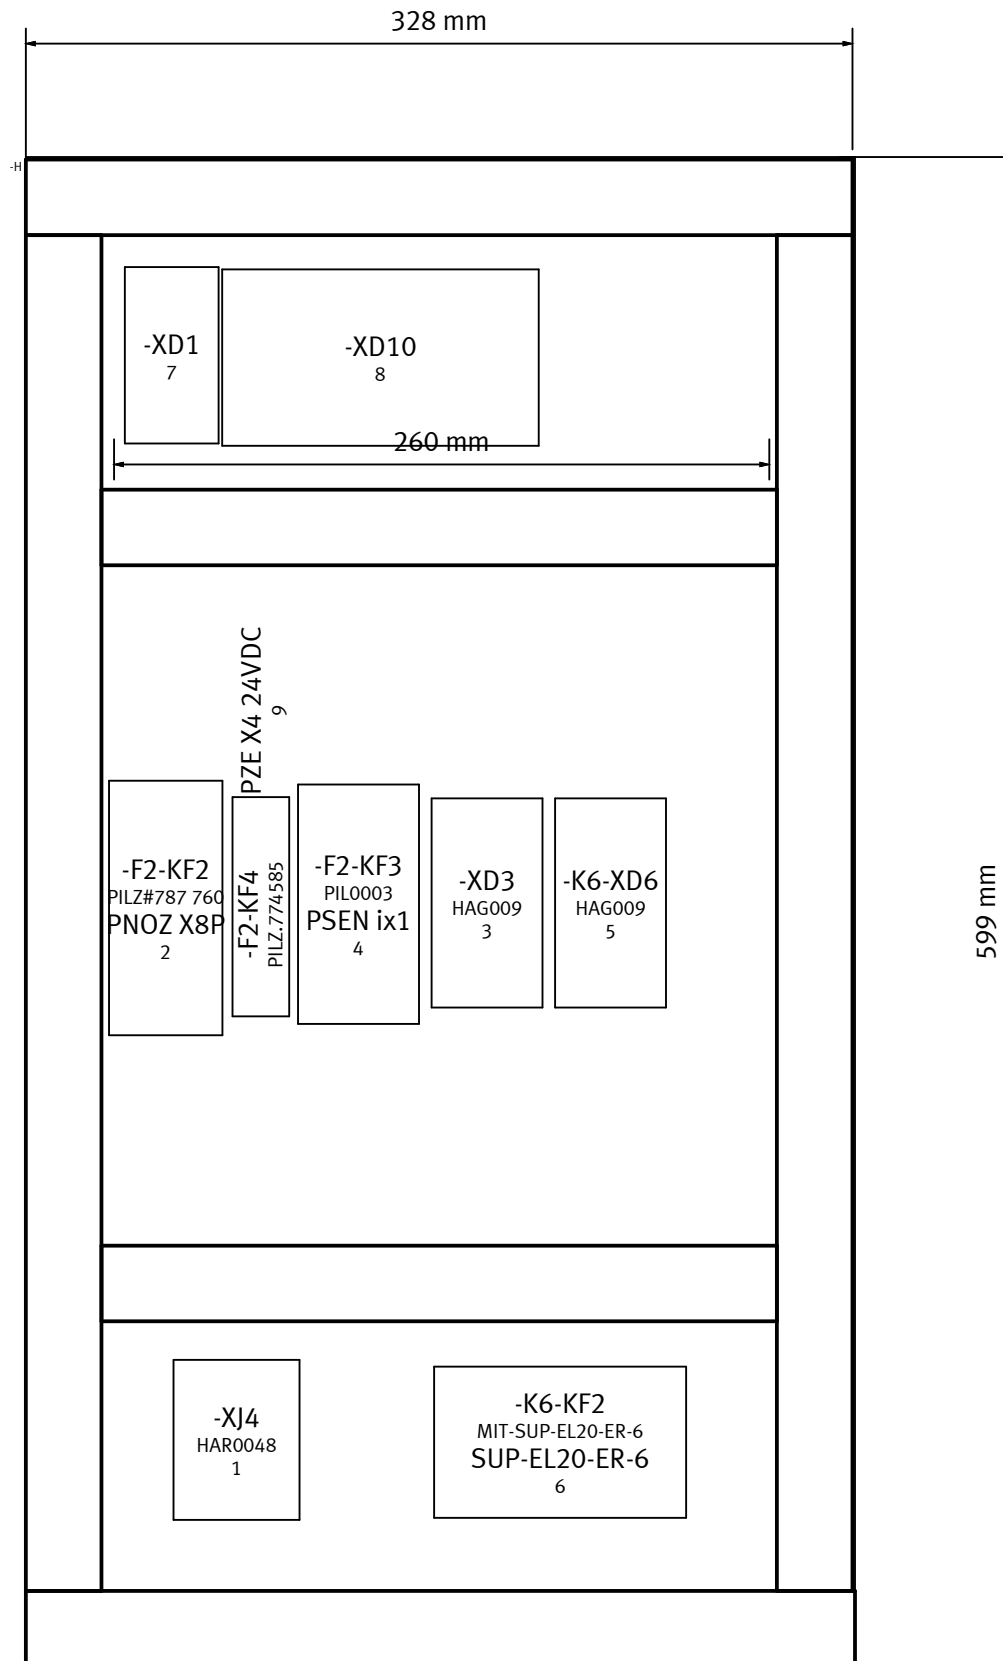 328 mm
-H
-XD1
7
-XD10
8
260 mm
PZE X4 24VDC
9
-F2-KF2
PILZ#787 760
PNOZ X8P
2
-F2-KF4
PILZ.774585
-F2-KF3
PIL0003
PSEN ix1
4
-XD3
HAG009
3
-K6-XD6
HAG009
5
599 mm
-XJ4
HAR0048
1
-K6-KF2
MIT-SUP-EL20-ER-6
SUP-EL20-ER-6
6